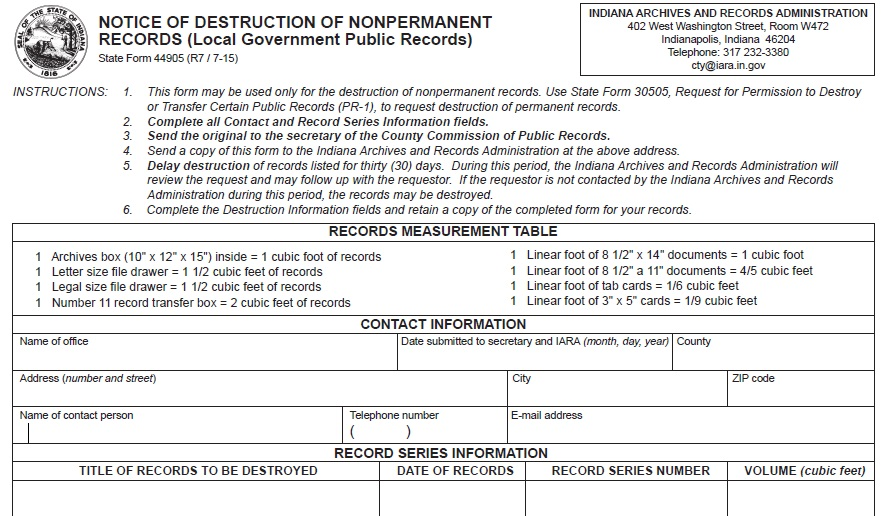 NOTICE OF DESTRUCTION OF NONPERMANENT
RECORDS (Local Government Public Records)
State Form 44905 (R7 / 7-15)
SEAL OF THE STATE OF INDIANA
1816
INDIANA ARCHIVES AND RECORDS ADMINISTRATION
402 West Washington Street, Room W472
Indianapolis, Indiana 46204
Telephone: 317 232-3380
cty@iara.in.gov
INSTRUCTIONS: 1. This form may be used only for the destruction of nonpermanent records. Use State Form 30505, Request for Permission to Destroy
or Transfer Certain Public Records (PR-1), to request destruction of permanent records.
2. Complete all Contact and Record Series Information fields.
3. Send the original to the secretary of the County Commission of Public Records.
4. Send a copy of this form to the Indiana Archives and Records Administration at the above address.
5. Delay destruction of records listed for thirty (30) days. During this period, the Indiana Archives and Records Administration will
review the request and may follow up with the requestor. If the requestor is not contacted by the Indiana Archives and Records
Administration during this period, the records may be destroyed.
6. Complete the Destruction Information fields and retain a copy of the completed form for your records.
RECORDS MEASUREMENT TABLE
1 Archives box (10" x 12" x 15") inside = 1 cubic foot of records
1 Letter size file drawer = 1 1/2 cubic feet of records
1 Legal size file drawer = 1 1/2 cubic feet of records
1 Number 11 record transfer box = 2 cubic feet of records
1 Linear foot of 8 1/2" x 14" documents = 1 cubic foot
1 Linear foot of 8 1/2" a 11" documents = 4/5 cubic feet
1 Linear foot of tab cards = 1/6 cubic feet
1 Linear foot of 3" x 5" cards = 1/9 cubic feet
CONTACT INFORMATION
Name of office Date submitted to secretary and IARA (month, day, year) County
Address (number and street) City ZIP code
Name of contact person Telephone number E-mail address
( )
RECORD SERIES INFORMATION
TITLE OF RECORDS TO BE DESTROYED DATE OF RECORDS RECORD SERIES NUMBER VOLUME (cubic feet)